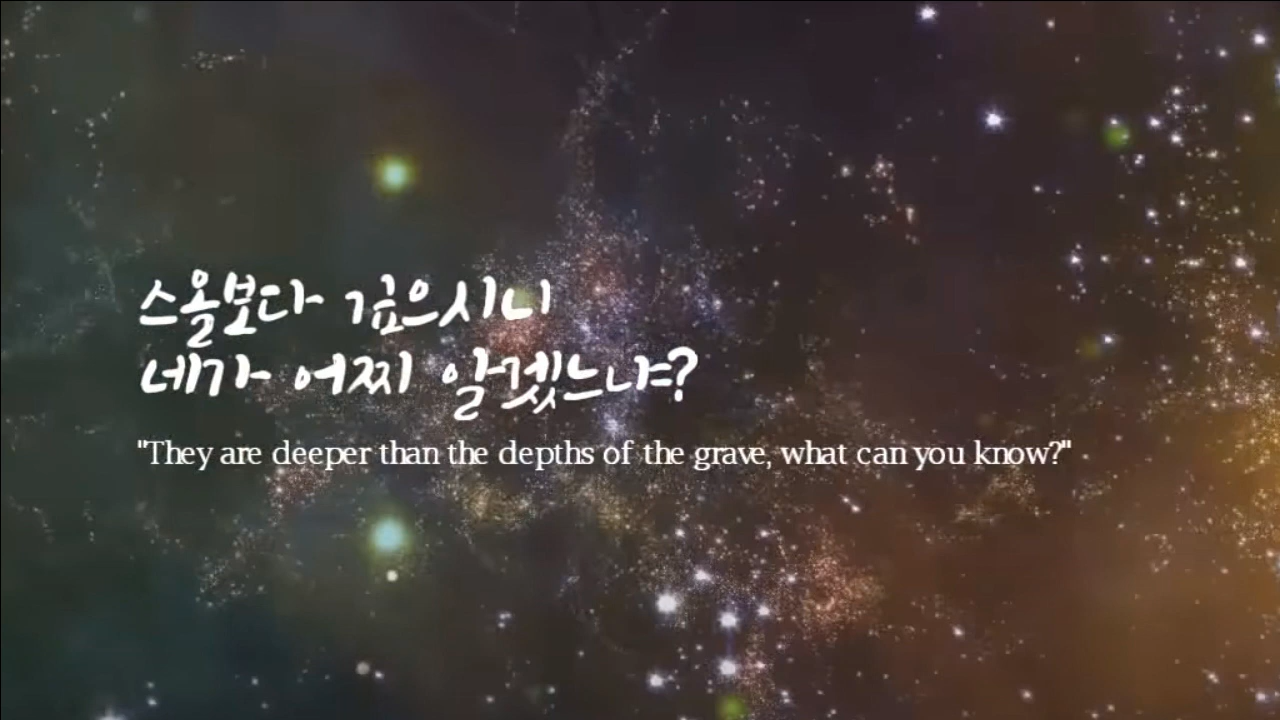 스올보다 깊으시니
네가 어찌 알겠느냐?
"They are deeper than the depths of the grave, what can you know?"